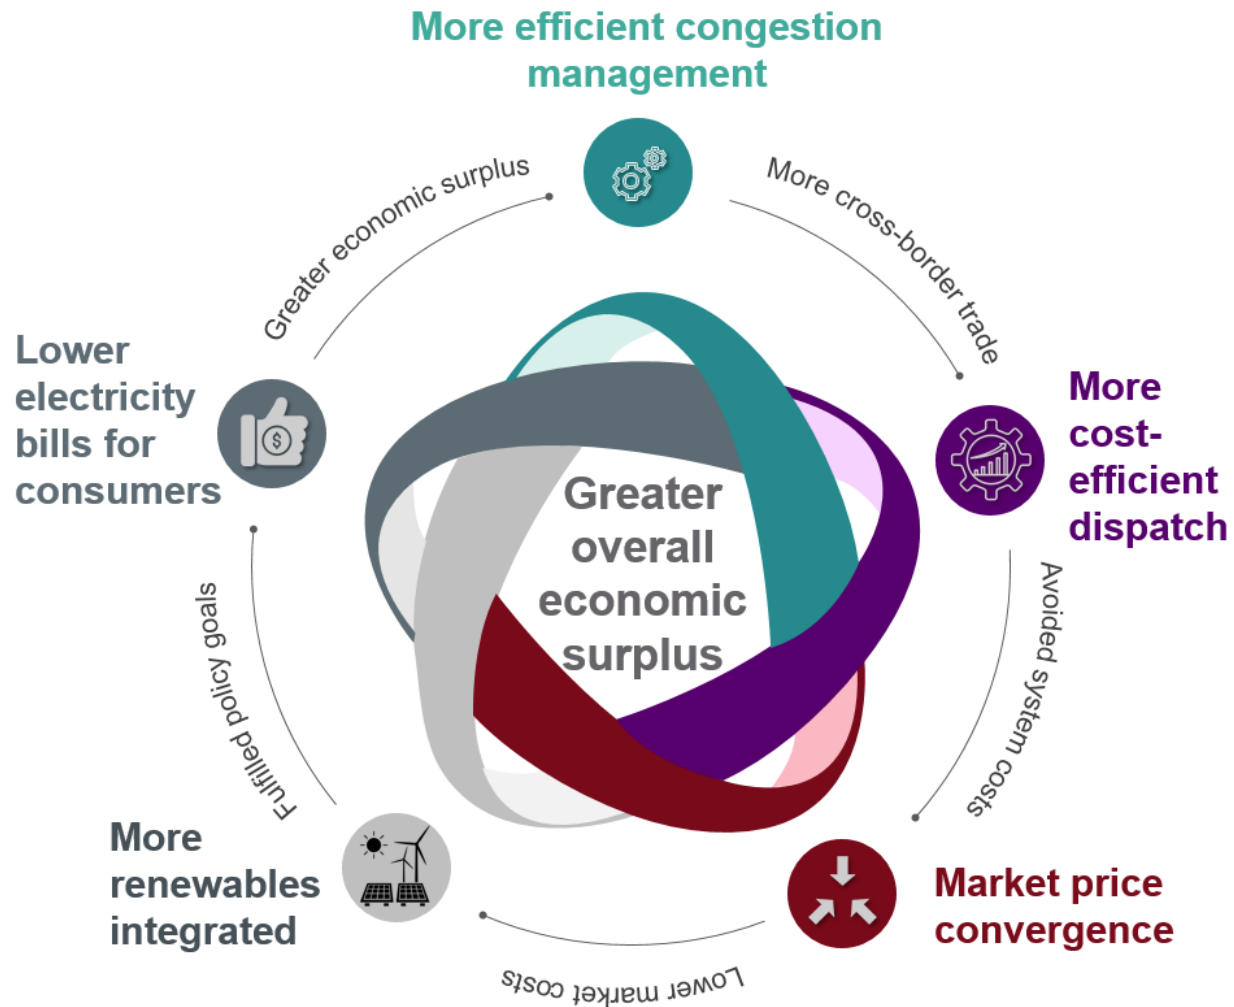 More efficient congestion
management
More cross-border trade
More
cost-
efficient
dispatch
Avoided system costs
Market price
convergence
Lower market costs
More
renewables
integrated
Fulfilled policy goals
Lower
electricity
bills for
consumers
$
Greater economic surplus
Greater
overall
economic
surplus